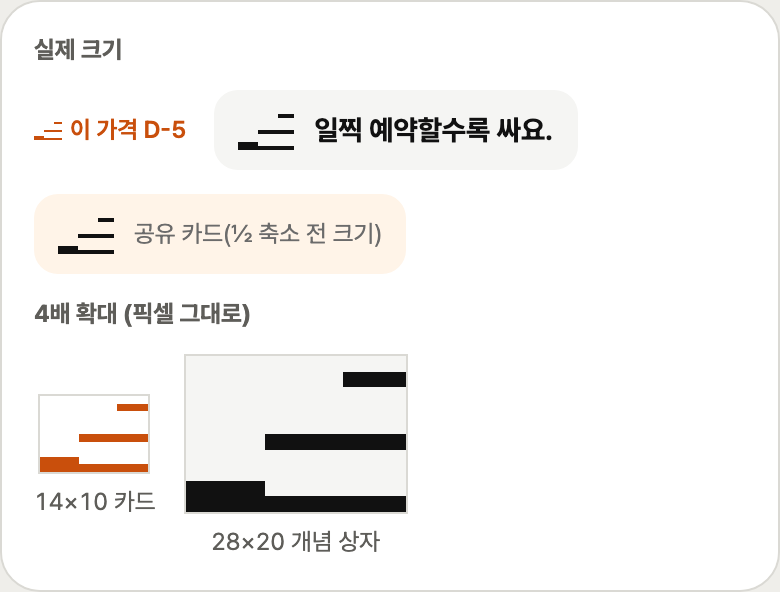 실제 크기
이 가격 D-5
일찍 예약할수록 싸요.
공유 카드(½ 축소 전 크기)
4배 확대 (픽셀 그대로)
14×10 카드
28×20 개념 상자